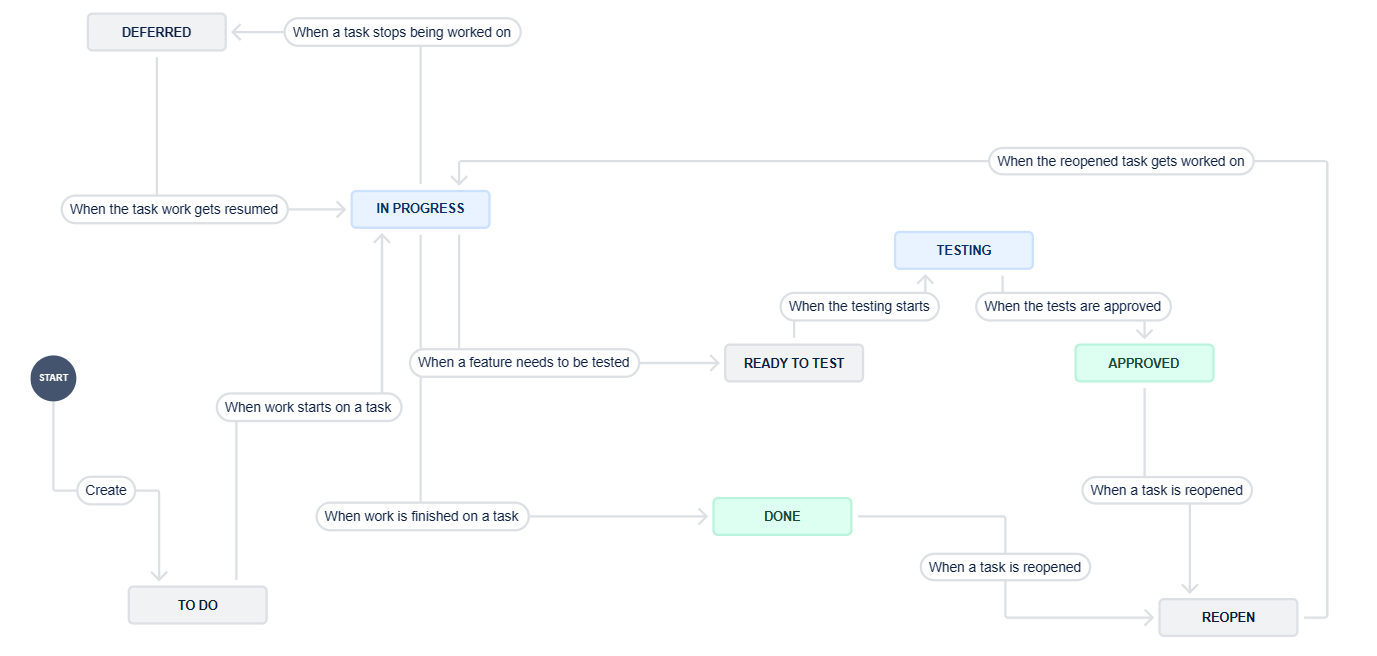 DEFERRED
When a task stops being worked on
When the reopened task gets worked on
When the task work gets resumed
IN PROGRESS
TESTING
When the testing starts
When the tests are approved
When a feature needs to be tested
READY TO TEST
APPROVED
START
When work starts on a task
Create
When a task is reopened
When work is finished on a task
DONE
When a task is reopened
TO DO
REOPEN